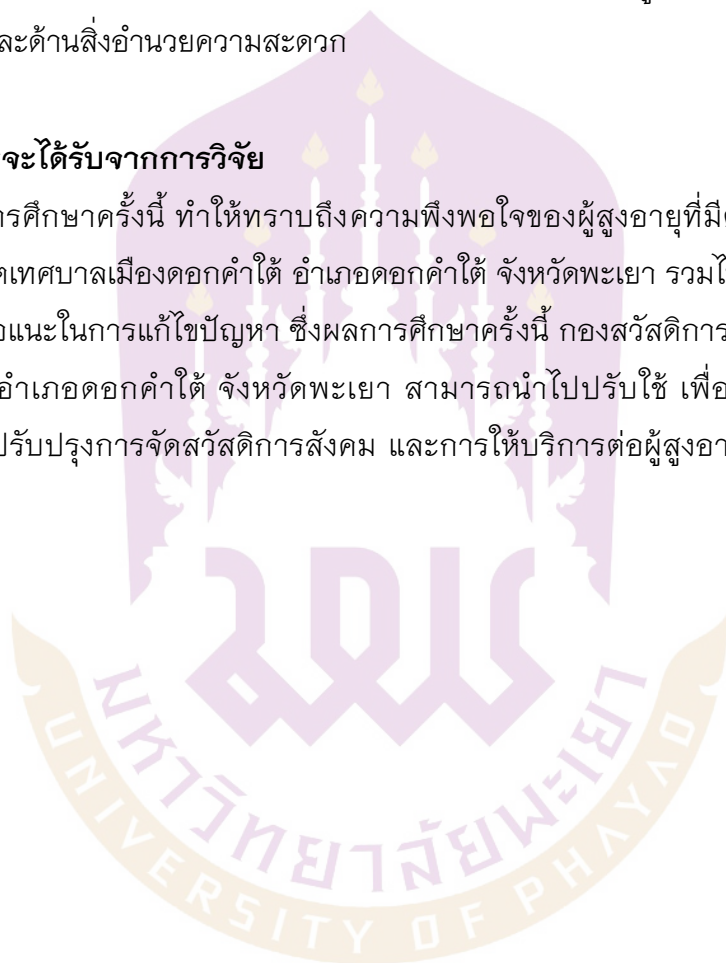 ละด้านสิ่งอำนวยความสะดวก
จะได้รับจากการวิจัย
ารศึกษาครั้งนี้ ทำให้ทราบถึงความพึงพอใจของผู้สูงอายุที่มี
ตเทศบาลเมืองดอกคำใต้ อำเภอดอกคำใต้ จังหวัดพะเยา รวมไ
อแนะในการแก้ไขปัญหา ซึ่งผลการศึกษาครั้งนี้ กองสวัสดิการ
อำเภอดอกคำใต้ จังหวัดพะเยา สามารถนำไปปรับใช้ เพื่อ
ปรับปรุงการจัดสวัสดิการสังคม และการให้บริการต่อผู้สูงอา
มพ
มหาวิทยาลัยพะเยา
UNIVERSITY OF PHAYAO